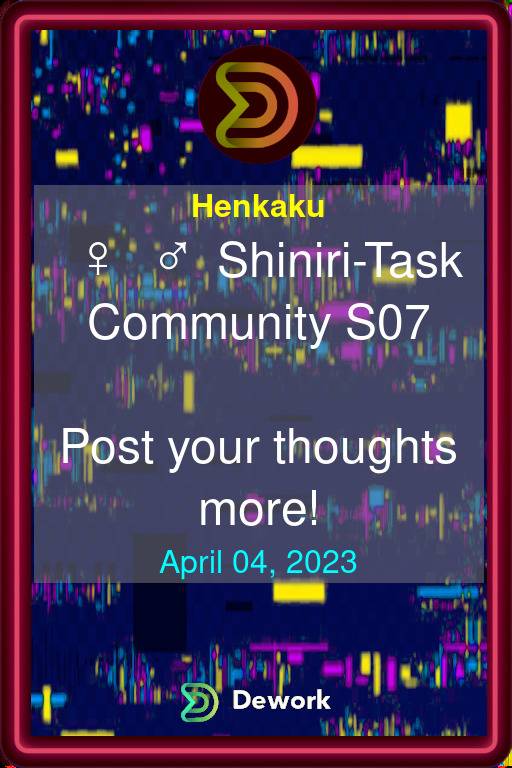 Henkaku
♀ ♂ Shiniri-Task
Community S07
Post your thoughts
more!
April 04, 2023
Dework